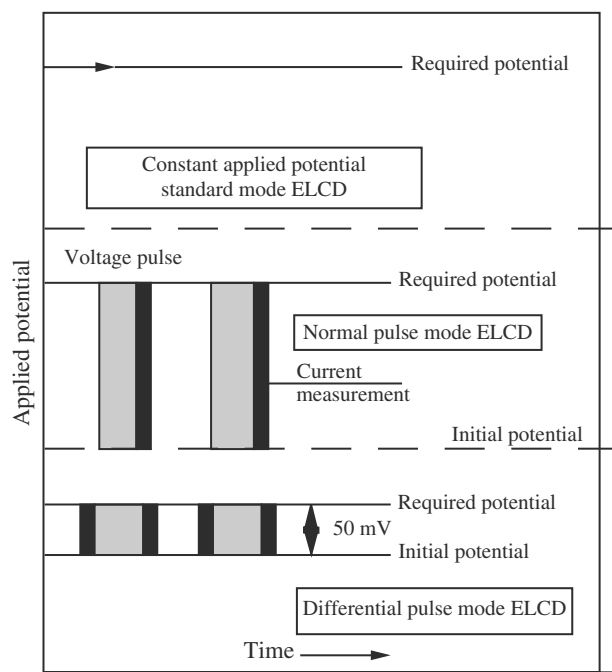 Required potential
Constant applied potential
standard mode ELCD
Voltage pulse
Required potential
Normal pulse mode ELCD
Current
measurement
Initial potential
Applied potential
Required potential
50 mV
Initial potential
Differential pulse mode ELCD
Time